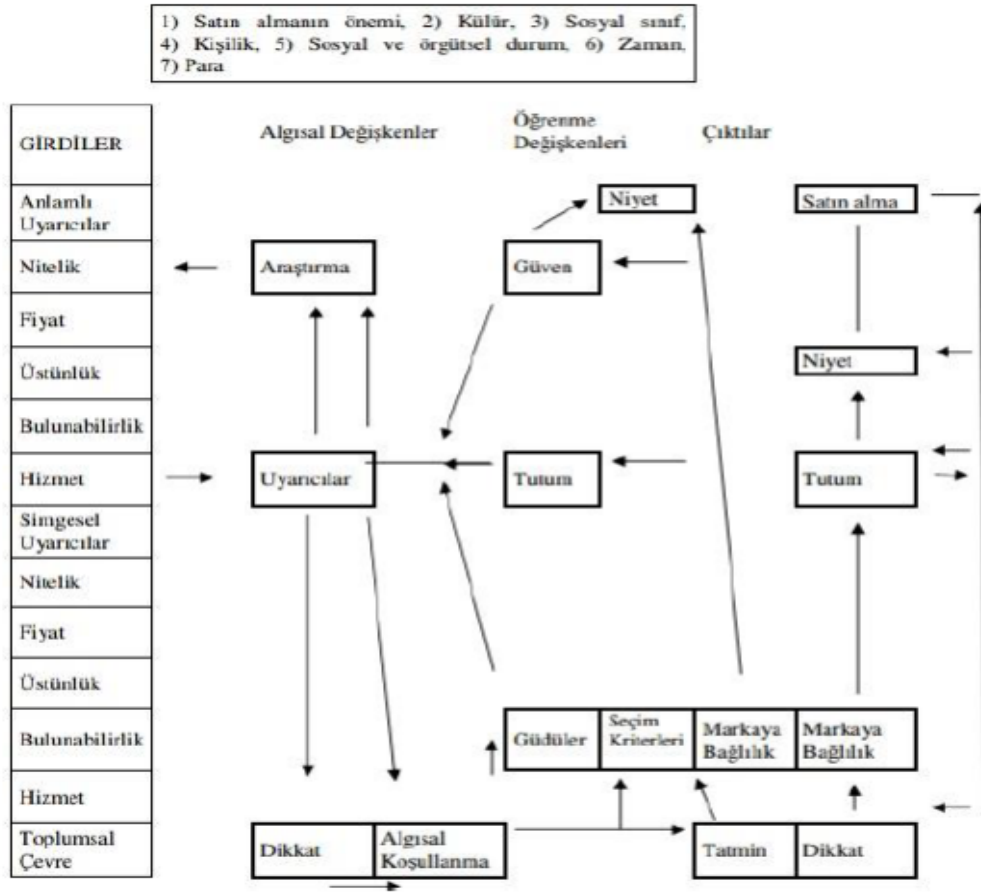 1) Satın almanın önemi, 2) Külür, 3) Sosyal sınıf,
4) Kişilik, 5) Sosyal ve örgütsel durum, 6) Zaman,
7) Para
GİRDİLER
Algısal Değişkenler
Öğrenme
Değişkenleri
Çıktılar
Anlamlı
Uyarıcılar
Niyet
Satın alma
Nitelik
Araştırma
Güven
Fiyat
Üstünlük
Niyet
Bulunabilirlik
Hizmet
Uyarıcılar
Tutum
Tutum
Simgesel
Uyarıcılar
Nitelik
Fiyat
Üstünlük
Bulunabilirlik
Güdüler
Seçim
Kriterleri
Markaya
Bağlılık
Markaya
Bağlılık
Hizmet
Toplumsal
Çevre
Dikkat
Algısal
Koşullanma
Tatmin
Dikkat